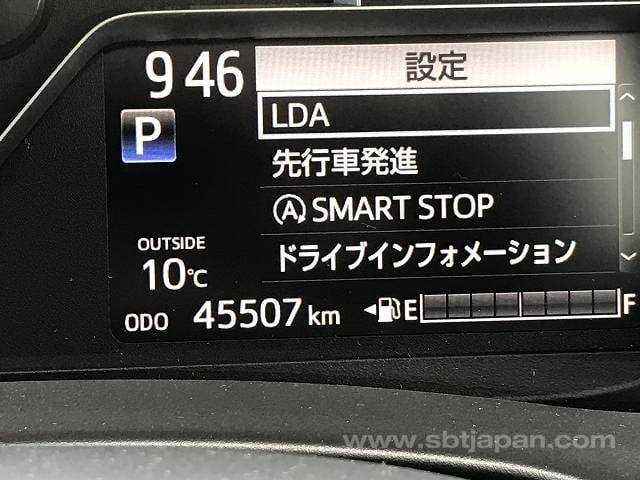 9 46
設定
LDA
P
先行車発進
A SMART STOP
OUTSIDE
ドライブインフォメーション
10℃
ODO 45507 km
E F
www.sbtjapan.com